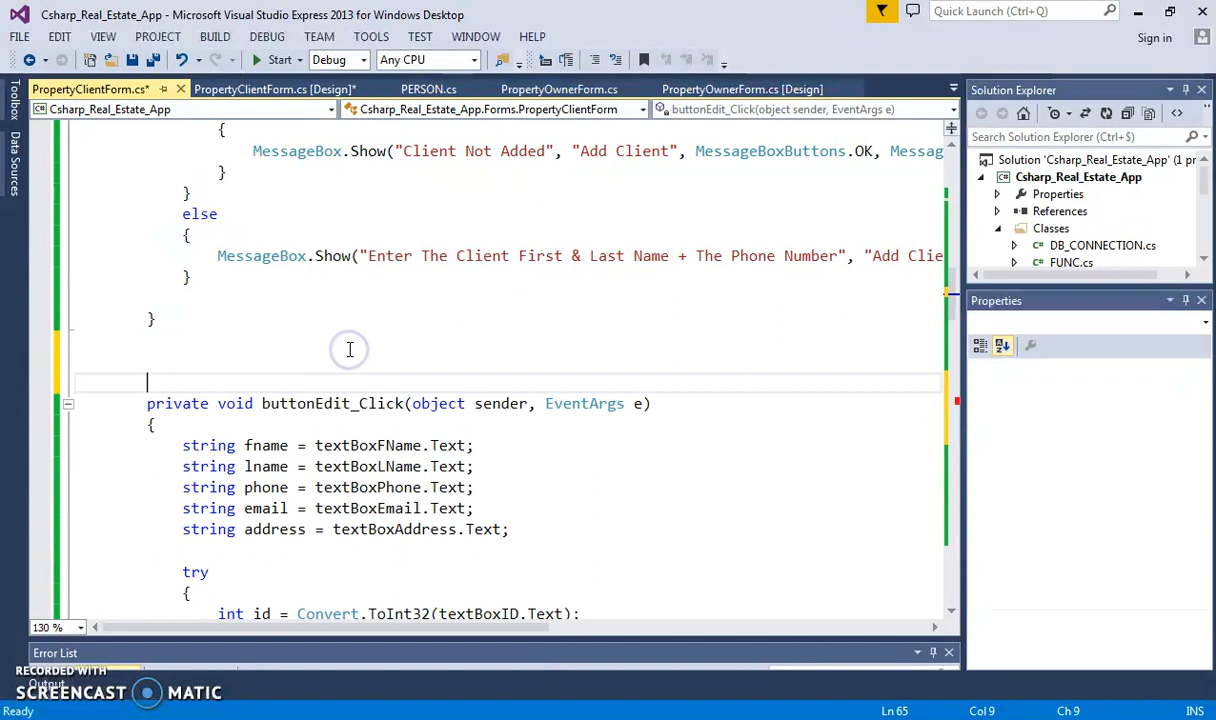 Csharp_Real_Estate_App - Microsoft Visual Studio Express 2013 for Windows Desktop
Quick Launch (Ctrl+Q)
FILE EDIT VIEW PROJECT BUILD DEBUG TEAM TOOLS TEST WINDOW HELP
Sign in
Start Debug Any CPU
Toolbox
Data Sources
PropertyClientForm.cs* PropertyClientForm.cs [Design]* PERSON.cs PropertyOwnerForm.cs PropertyOwnerForm.cs [Design]
Csharp_Real_Estate_App Csharp_Real_Estate_App.Forms.PropertyClientForm buttonEdit_Click(object sender, EventArgs e)
{
MessageBox.Show("Client Not Added", "Add Client", MessageBoxButtons.OK, Messag
}
}
else
{
MessageBox.Show("Enter The Client First & Last Name + The Phone Number", "Add Clie
}
}
private void buttonEdit_Click(object sender, EventArgs e)
{
string fname = textBoxFName.Text;
string lname = textBoxLName.Text;
string phone = textBoxPhone.Text;
string email = textBoxEmail.Text;
string address = textBoxAddress.Text;
try
{
int id = Convert.ToInt32(textBoxID.Text);
130 %
Solution Explorer
Search Solution Explorer (Ctrl+$)
Solution 'Csharp_Real_Estate_App' (1 pr
Csharp_Real_Estate_App
Properties
References
Classes
DB_CONNECTION.cs
FUNC.cs
Properties
Error List
Output
RECORDED WITH
SCREENCAST MATIC
Ready Ln 65 Col 9 Ch 9 INS